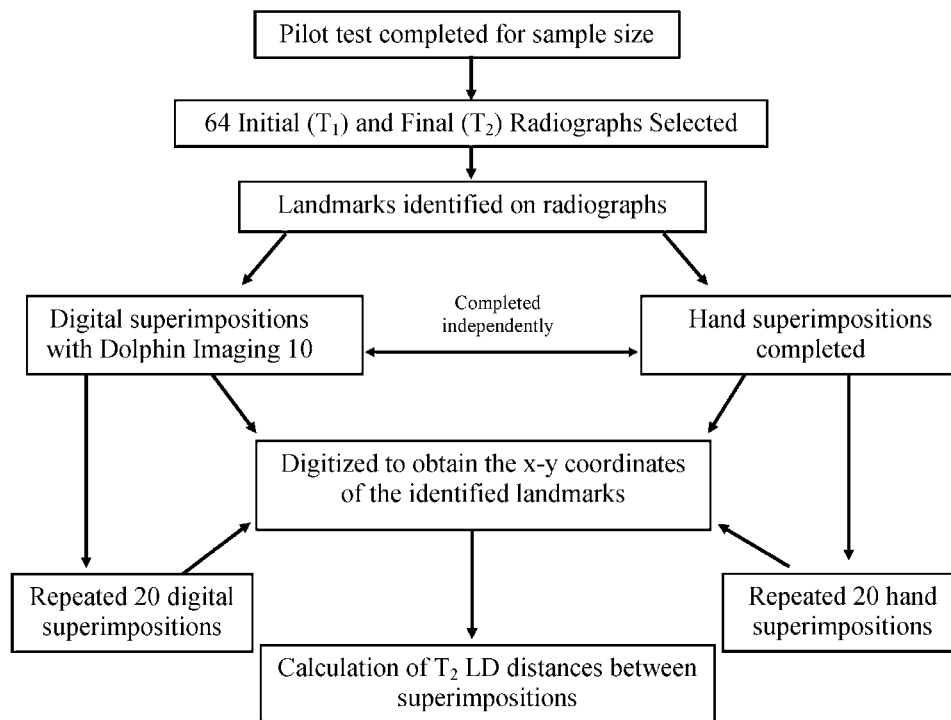 Pilot test completed for sample size
64 Initial (T₁) and Final (T₂) Radiographs Selected
Landmarks identified on radiographs
Digital superimpositions
with Dolphin Imaging 10
Completed
independently
Hand superimpositions
completed
Digitized to obtain the x-y coordinates
of the identified landmarks
Repeated 20 digital
superimpositions
Repeated 20 hand
superimpositions
Calculation of T₂ LD distances between
superimpositions